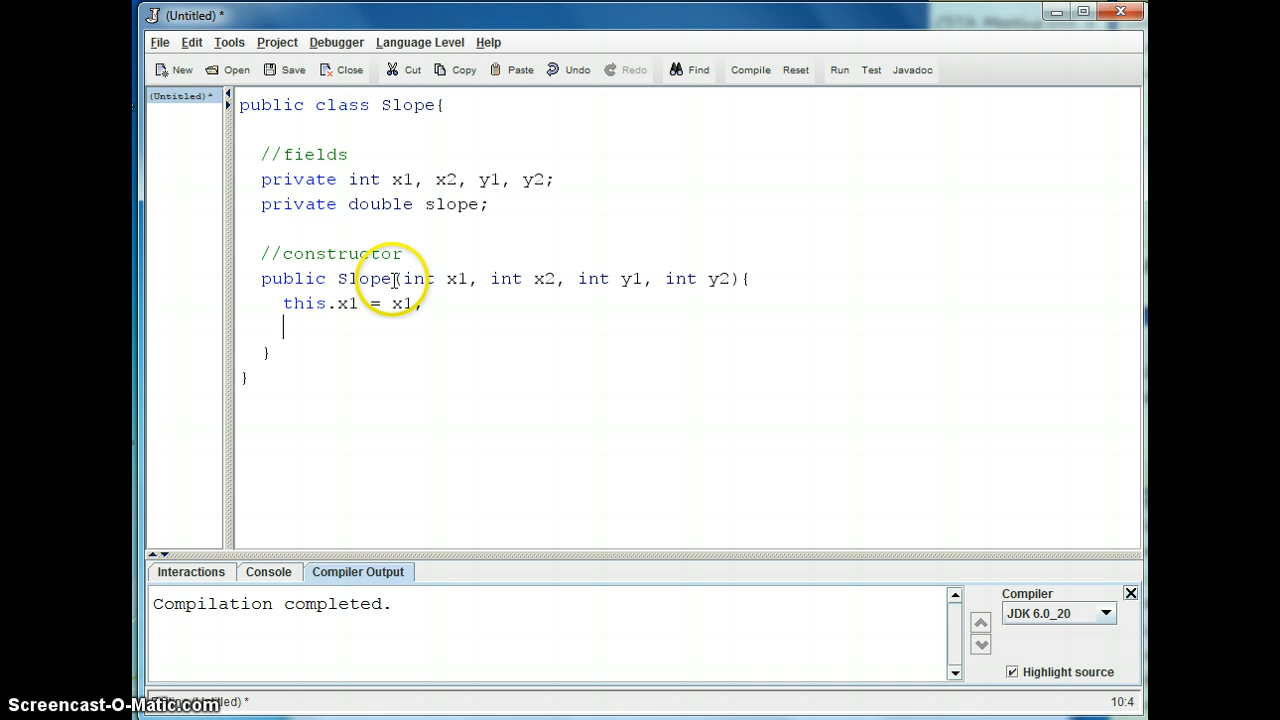 (Untitled) *
File Edit Tools Project Debugger Language Level Help
New Open Save Close Cut Copy Paste Undo Redo Find Compile Reset Run Test Javadoc
(Untitled)*
public class Slope{
//fields
private int x1, x2, y1, y2;
private double slope;
//constructor
public Slope(int x1, int x2, int y1, int y2){
this.x1 = x1;
}
}
Interactions Console Compiler Output
Compilation completed.
Compiler
JDK 6.0_20
Highlight source
(Untitled) *
10:4
Screencast-O-Matic.com